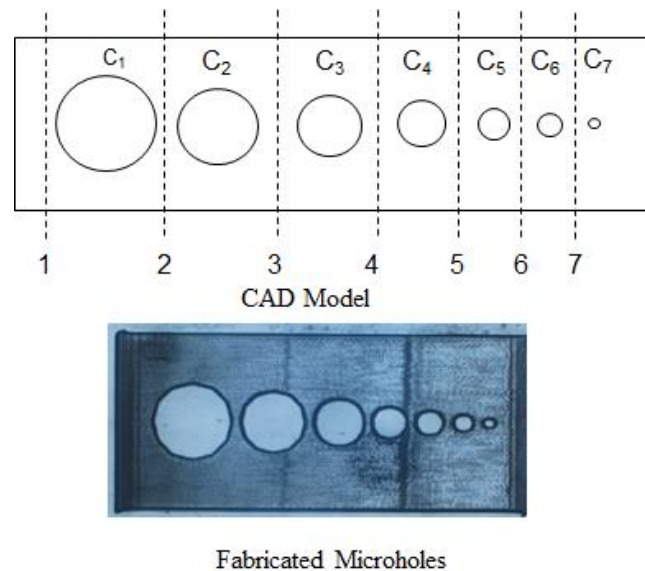 C₁ C₂ C₃ C₄ C₅ C₆ C₇
1 2 3 4 5 6 7
CAD Model
Fabricated Microholes